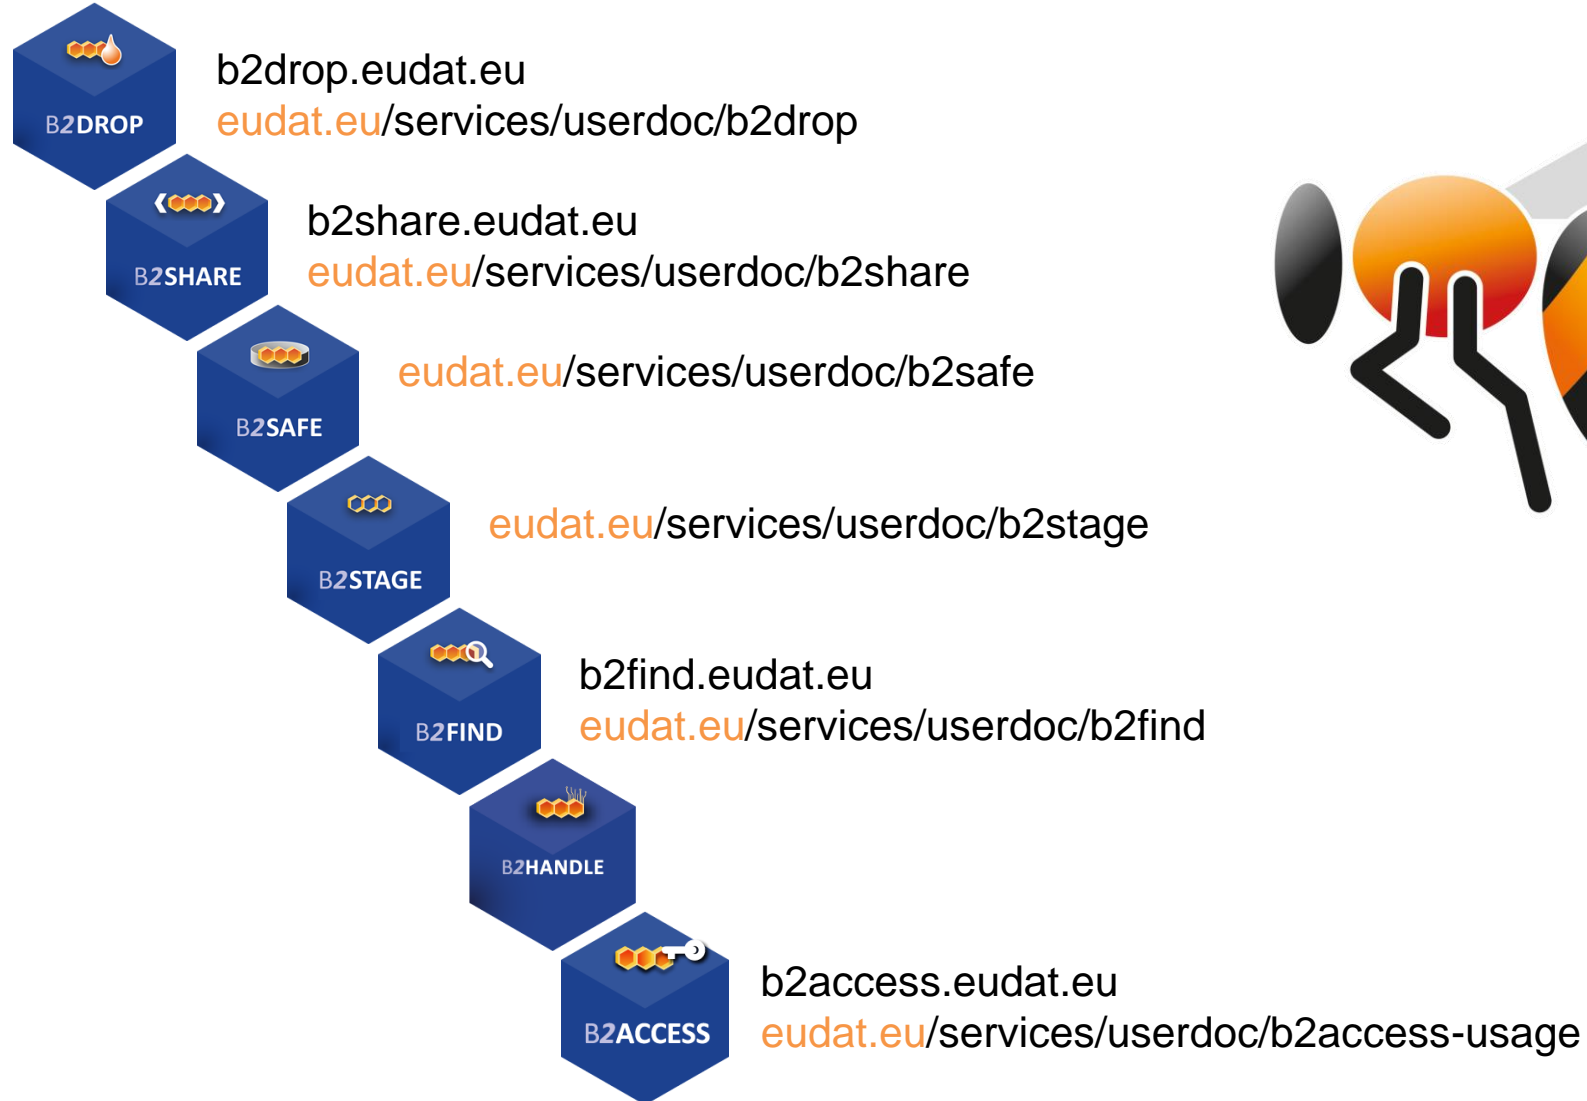 B2DROP
b2drop.eudat.eu
eudat.eu/services/userdoc/b2drop
B2SHARE
b2share.eudat.eu
eudat.eu/services/userdoc/b2share
B2SAFE
eudat.eu/services/userdoc/b2safe
B2STAGE
eudat.eu/services/userdoc/b2stage
B2FIND
b2find.eudat.eu
eudat.eu/services/userdoc/b2find
B2HANDLE
B2ACCESS
b2access.eudat.eu
eudat.eu/services/userdoc/b2access-usage